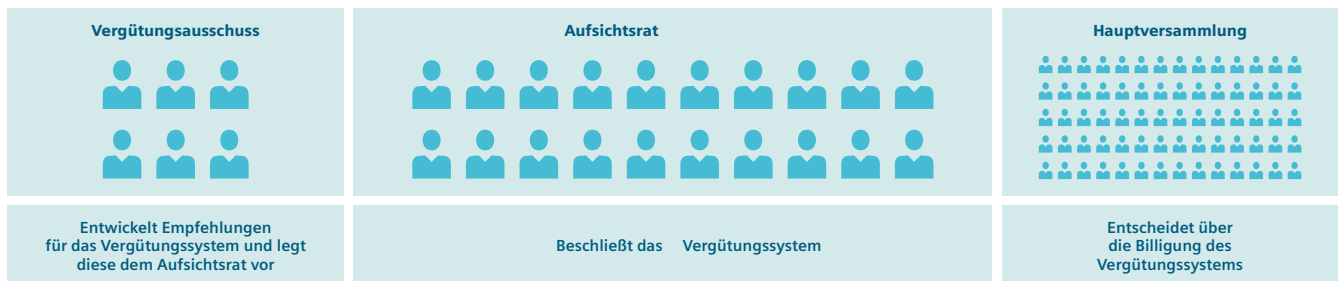 Vergütungsausschuss
Aufsichtsrat
Hauptversammlung
Entwickelt Empfehlungen
für das Vergütungssystem und legt
diese dem Aufsichtsrat vor
Beschließt das Vergütungssystem
Entscheidet über
die Billigung des
Vergütungssystems